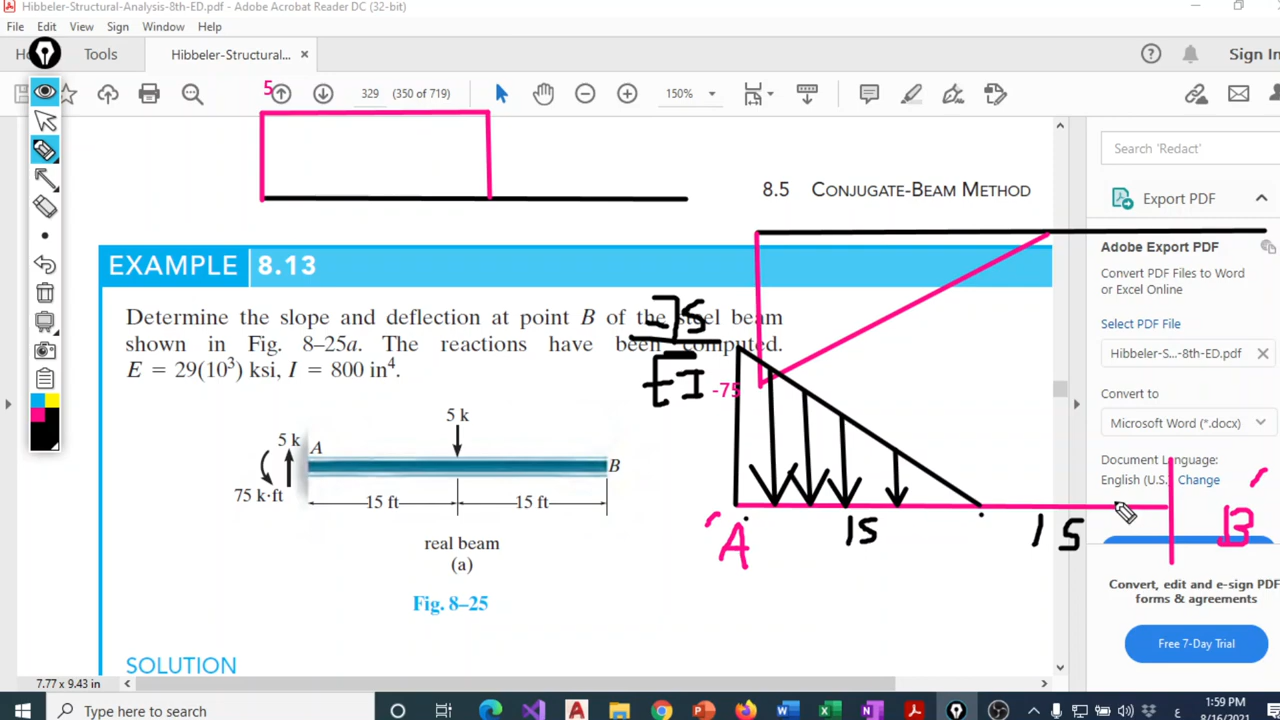 Hibbeler-Structural-Analysis-8th-ED.pdf - Adobe Acrobat Reader DC (32-bit)
File Edit View Sign Window Help
Tools
Hibbeler-Structural...
Sign In
5
329 (350 of 719)
150%
Search 'Redact'
8.5 CONJUGATE-BEAM METHOD
Export PDF
EXAMPLE 8.13
Adobe Export PDF
Convert PDF Files to Word
or Excel Online
Determine the slope and deflection at point B of the steel beam
shown in Fig. 8–25a. The reactions have been computed.
E = 29(10³) ksi, I = 800 in⁴.
-75
EI
-75
Select PDF File
Hibbeler-S...-8th-ED.pdf
Convert to
Microsoft Word (*.docx)
Document Language:
English (U.S. Change
5 k
5 k
A
B
75 k·ft
15 ft
15 ft
real beam
(a)
Fig. 8–25
A'
15
15
B'
Convert, edit and e-sign PDF
forms & agreements
Free 7-Day Trial
SOLUTION
7.77 x 9.43 in
Type here to search
1:59 PM